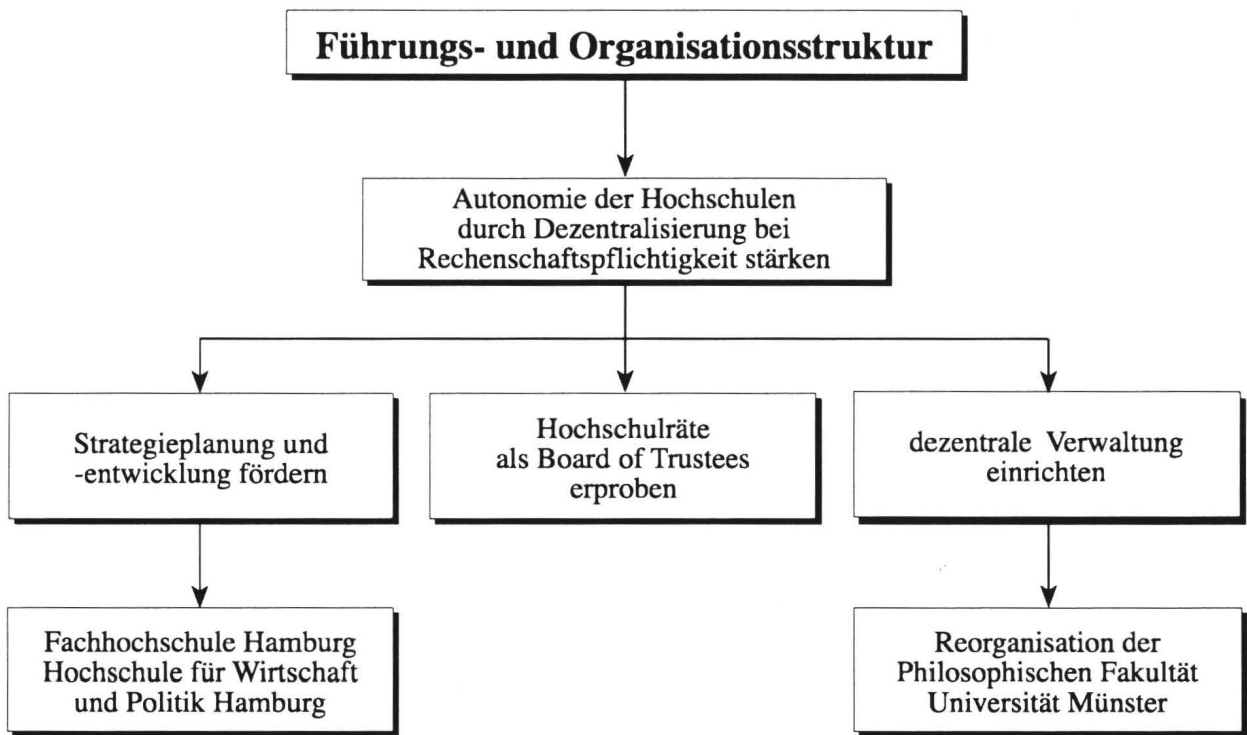 Führungs- und Organisationsstruktur
Autonomie der Hochschulen
durch Dezentralisierung bei
Rechenschaftspflichtigkeit stärken
Strategieplanung und
-entwicklung fördern
Hochschulräte
als Board of Trustees
erproben
dezentrale Verwaltung
einrichten
Fachhochschule Hamburg
Hochschule für Wirtschaft
und Politik Hamburg
Reorganisation der
Philosophischen Fakultät
Universität Münster